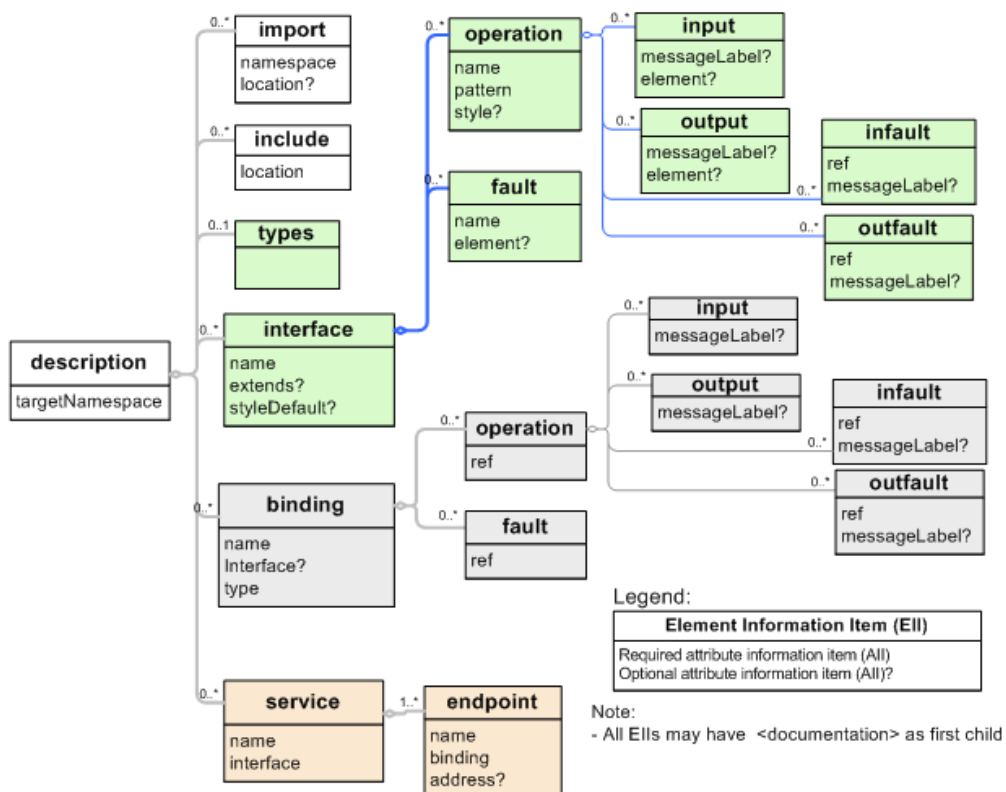 0..*
import
namespace
location?
0..*
include
location
0..1
types
0..*
interface
name
extends?
styleDefault?
description
targetNamespace
0..*
operation
name
pattern
style?
0..*
fault
name
element?
0..*
input
messageLabel?
element?
0..*
output
messageLabel?
element?
0..*
infault
ref
messageLabel?
0..*
outfault
ref
messageLabel?
0..*
binding
name
Interface?
type
0..*
operation
ref
0..*
fault
ref
0..*
input
messageLabel?
0..*
output
messageLabel?
0..*
infault
ref
messageLabel?
0..*
outfault
ref
messageLabel?
0..*
service
name
interface
1..*
endpoint
name
binding
address?
Legend:
Element Information Item (EII)
Required attribute information item (AII)
Optional attribute information item (AII)?
Note:
- All EIIs may have <documentation> as first child